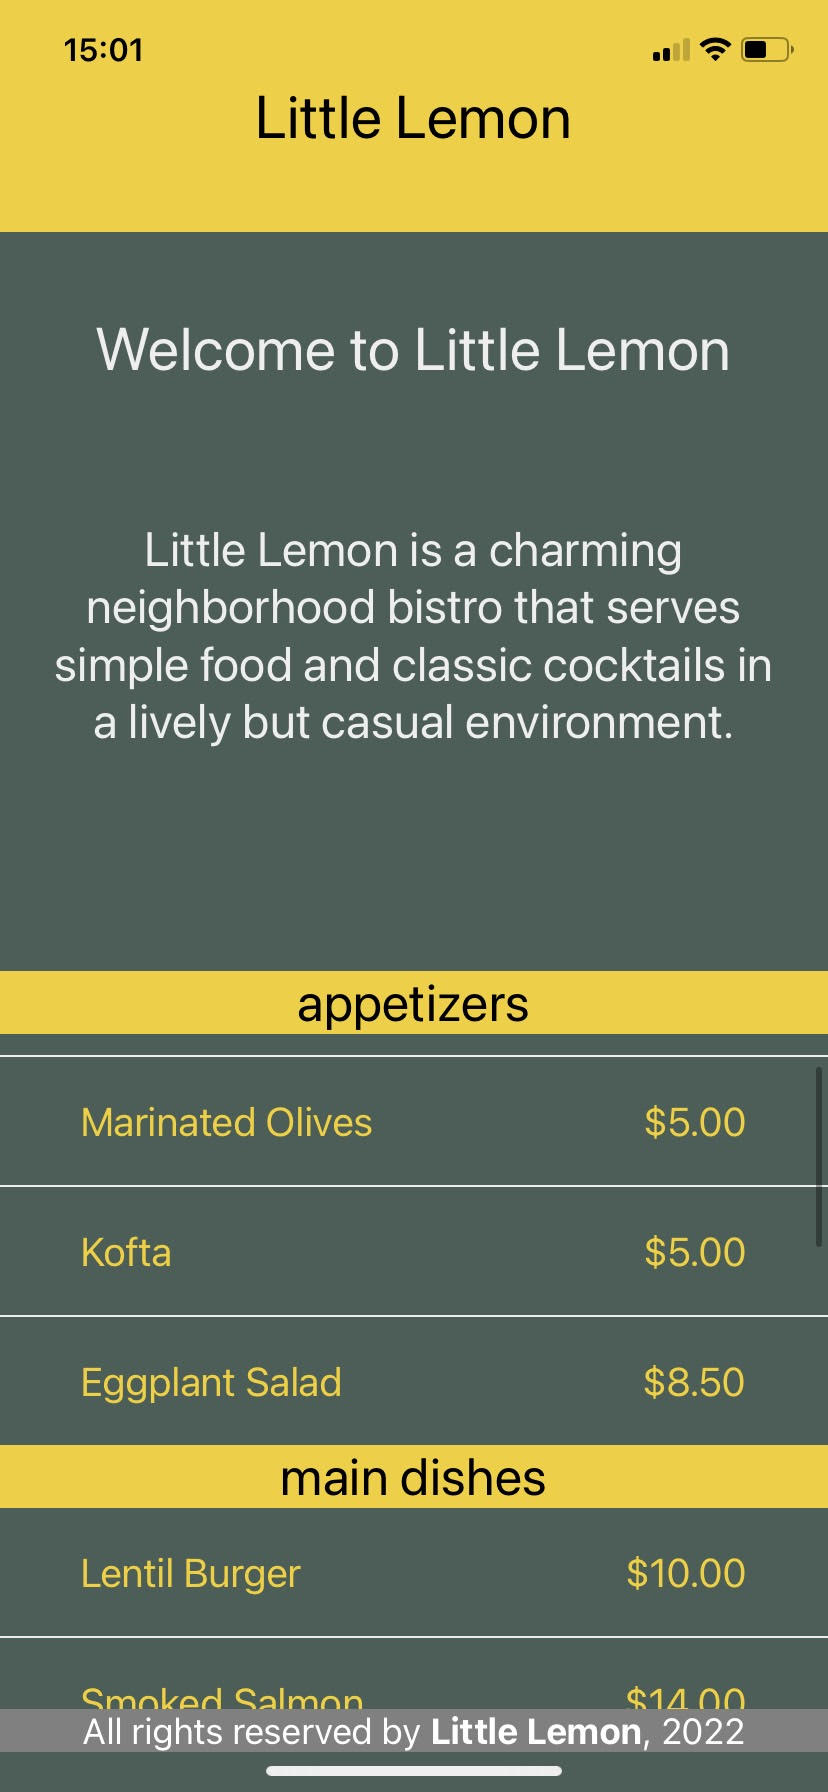 15:01
Little Lemon
Welcome to Little Lemon
Little Lemon is a charming
neighborhood bistro that serves
simple food and classic cocktails in
a lively but casual environment.
appetizers
Marinated Olives $5.00
Kofta $5.00
Eggplant Salad $8.50
main dishes
Lentil Burger $10.00
Smoked Salmon $14.00
All rights reserved by Little Lemon, 2022